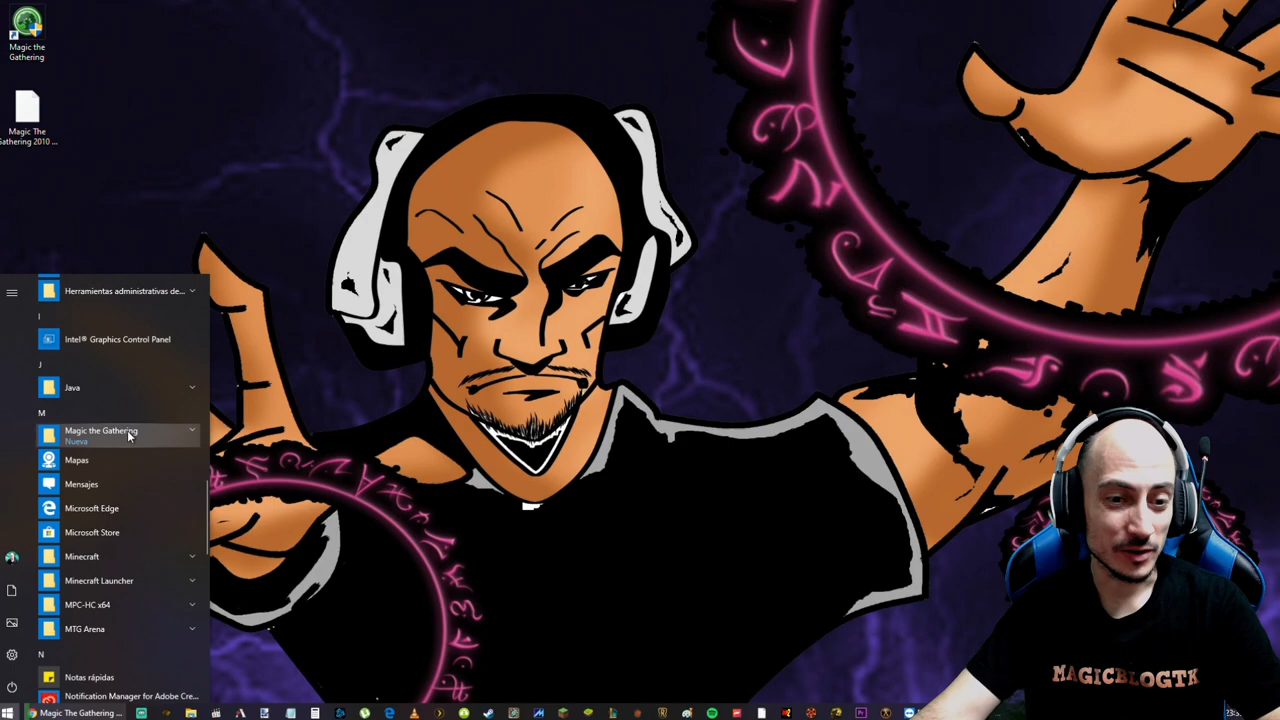 Magic the
Gathering
Magic The
Gathering 2010 ...
Herramientas administrativas de...
I
Intel® Graphics Control Panel
J
Java
M
Magic the Gathering
Nueva
Mapas
Mensajes
Microsoft Edge
Microsoft Store
Minecraft
Minecraft Launcher
MPC-HC x64
MTG Arena
N
Notas rápidas
Notification Manager for Adobe Cre...
MAGICBLOGTK
Magic The Gathering ...